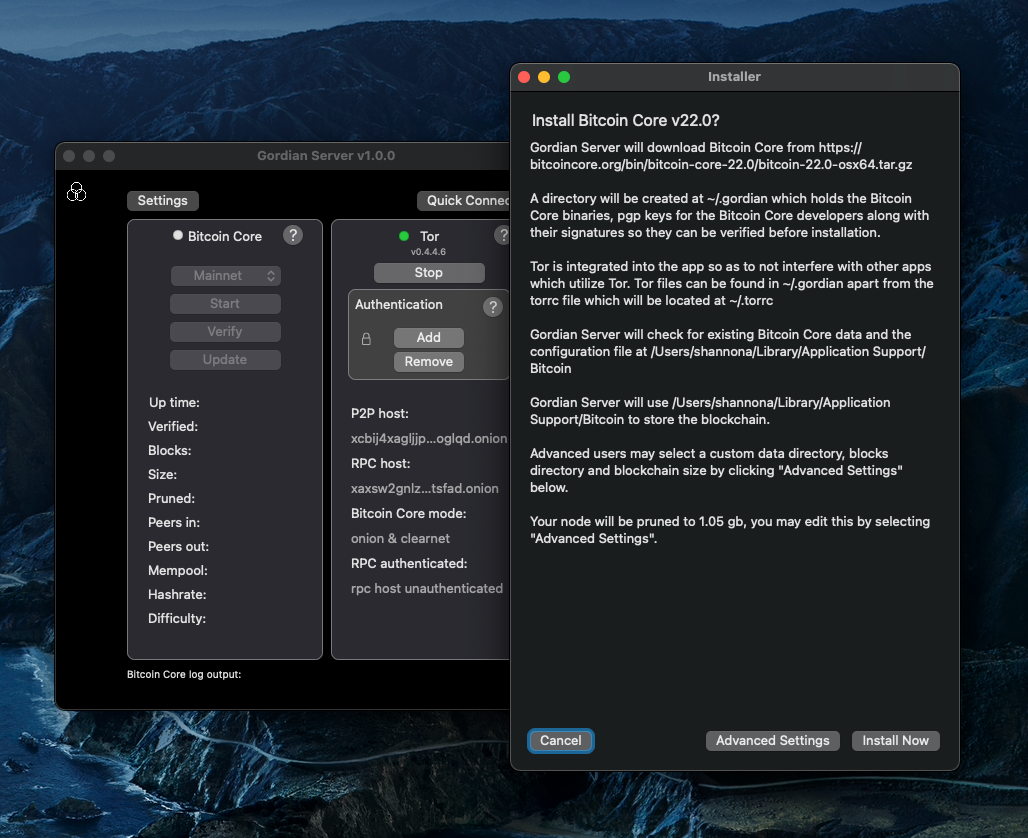 Gordian Server v1.0.0
Settings
Quick Connec
Bitcoin Core
?
Mainnet
Start
Verify
Update
Up time:
Verified:
Blocks:
Size:
Pruned:
Peers in:
Peers out:
Mempool:
Hashrate:
Difficulty:
Tor
?
v0.4.4.6
Stop
Authentication
?
Add
Remove
P2P host:
xcbij4xagljjp...oglqd.onion
RPC host:
xaxsw2gnlz...tsfad.onion
Bitcoin Core mode:
onion & clearnet
RPC authenticated:
rpc host unauthenticated
Bitcoin Core log output:
Installer
Install Bitcoin Core v22.0?
Gordian Server will download Bitcoin Core from https://
bitcoincore.org/bin/bitcoin-core-22.0/bitcoin-22.0-osx64.tar.gz
A directory will be created at ~/.gordian which holds the Bitcoin
Core binaries, pgp keys for the Bitcoin Core developers along with
their signatures so they can be verified before installation.
Tor is integrated into the app so as to not interfere with other apps
which utilize Tor. Tor files can be found in ~/.gordian apart from the
torrc file which will be located at ~/.torrc
Gordian Server will check for existing Bitcoin Core data and the
configuration file at /Users/shannona/Library/Application Support/
Bitcoin
Gordian Server will use /Users/shannona/Library/Application
Support/Bitcoin to store the blockchain.
Advanced users may select a custom data directory, blocks
directory and blockchain size by clicking "Advanced Settings"
below.
Your node will be pruned to 1.05 gb, you may edit this by selecting
"Advanced Settings".
Cancel
Advanced Settings
Install Now